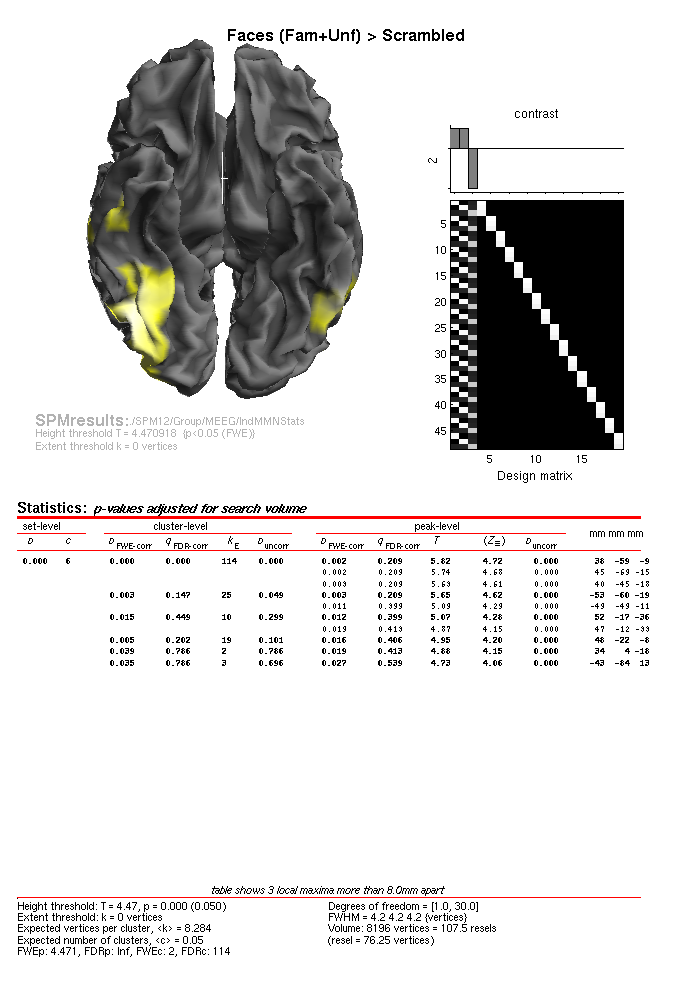 Faces (Fam+Unf) > Scrambled
contrast
2
5
10
15
20
25
30
35
40
45
5 10 15
Design matrix
SPMresults: ./SPM12/Group/MEEG/IndMMNStats
Height threshold T = 4.470918 {p<0.05 (FWE)}
Extent threshold k = 0 vertices
Statistics: p-values adjusted for search volume
set-level cluster-level peak-level mm mm mm
p c p FWE-corr q FDR-corr k E p uncorr p FWE-corr q FDR-corr T (Z≡) p uncorr
0.000 6 0.000 0.000 114 0.000 0.002 0.209 5.82 4.72 0.000 38 -59 -9
0.002 0.209 5.74 4.68 0.000 45 -69 -15
0.003 0.209 5.63 4.61 0.000 40 -45 -18
0.003 0.147 25 0.049 0.003 0.209 5.65 4.62 0.000 -53 -60 -19
0.011 0.399 5.09 4.29 0.000 -49 -49 -11
0.015 0.449 10 0.299 0.012 0.399 5.07 4.28 0.000 52 -17 -36
0.019 0.413 4.87 4.15 0.000 47 -12 -33
0.005 0.202 19 0.101 0.016 0.406 4.95 4.20 0.000 48 -22 -8
0.039 0.786 2 0.786 0.019 0.413 4.88 4.15 0.000 34 4 -18
0.035 0.786 3 0.696 0.027 0.539 4.73 4.06 0.000 -43 -84 13
table shows 3 local maxima more than 8.0mm apart
Height threshold: T = 4.47, p = 0.000 (0.050)
Extent threshold: k = 0 vertices
Expected vertices per cluster, <k> = 8.284
Expected number of clusters, <c> = 0.05
FWEp: 4.471, FDRp: Inf, FWEc: 2, FDRc: 114
Degrees of freedom = [1.0, 30.0]
FWHM = 4.2 4.2 4.2 {vertices}
Volume: 8196 vertices = 107.5 resels
(resel = 76.25 vertices)